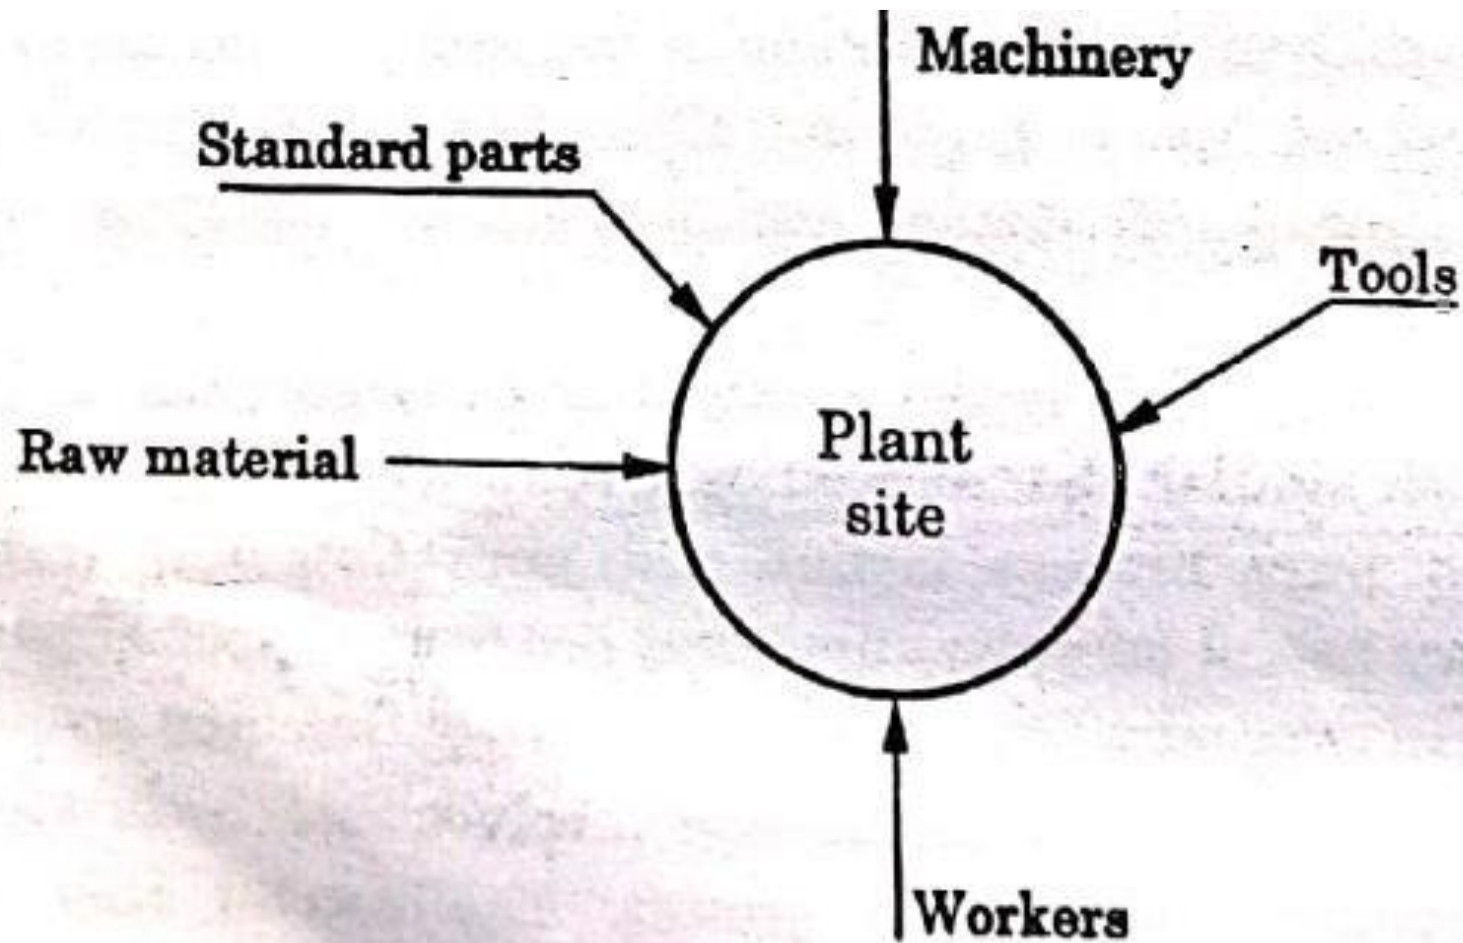 Machinery
Standard parts
Tools
Raw material
Plant
site
Workers